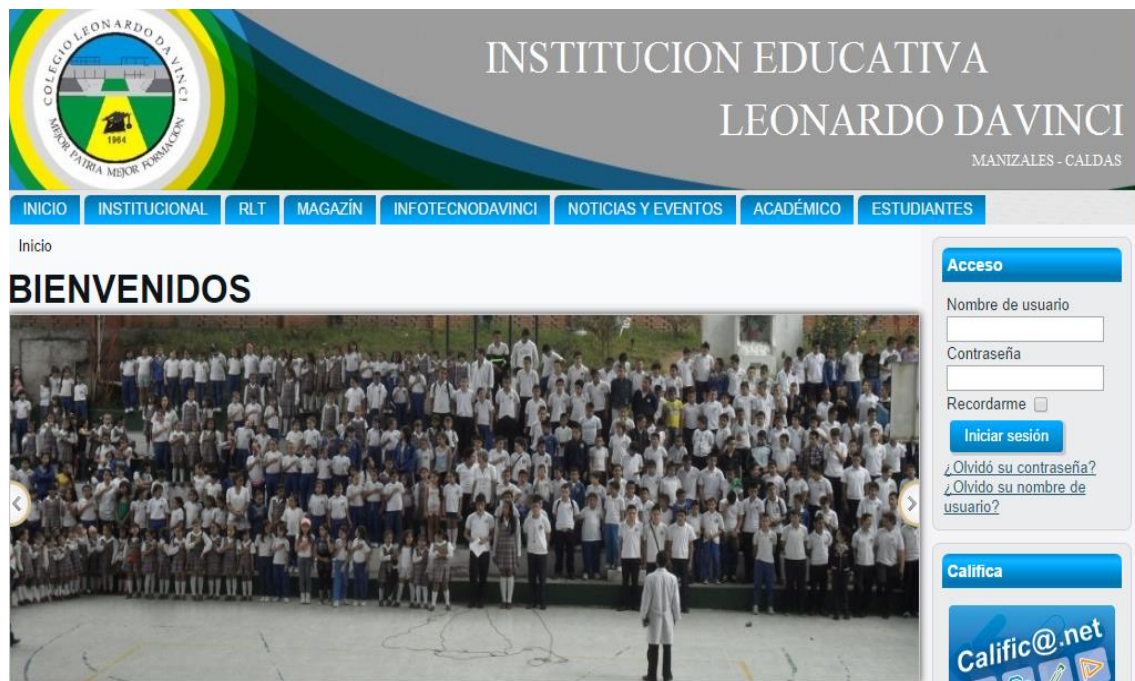 COLEGIO LEONARDO DA VINCI
MEJOR PATRIA MEJOR FORMACION
1964
INSTITUCION EDUCATIVA
LEONARDO DAVINCI
MANIZALES - CALDAS
INICIO INSTITUCIONAL RLT MAGAZÍN INFOTECNODAVINCI NOTICIAS Y EVENTOS ACADÉMICO ESTUDIANTES
Inicio
BIENVENIDOS
Acceso
Nombre de usuario
Contraseña
Recordarme
Iniciar sesión
¿Olvidó su contraseña?
¿Olvido su nombre de
usuario?
Califica
Calific@.net